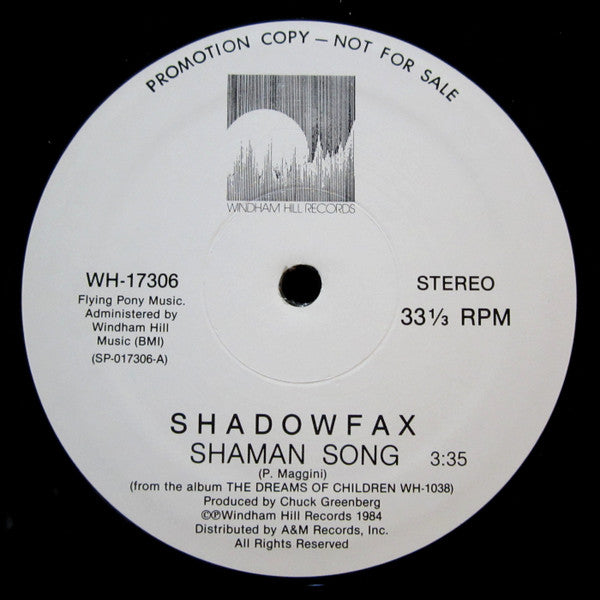 PROMOTION COPY — NOT FOR SALE
WINDHAM HILL RECORDS
WH-17306
Flying Pony Music.
Administered by
Windham Hill
Music (BMI)
(SP-017306-A)
STEREO
33⅓ RPM
SHADOWFAX
SHAMAN SONG 3:35
(P. Maggini)
(from the album THE DREAMS OF CHILDREN WH-1038)
Produced by Chuck Greenberg
©℗Windham Hill Records 1984
Distributed by A&M Records, Inc.
All Rights Reserved